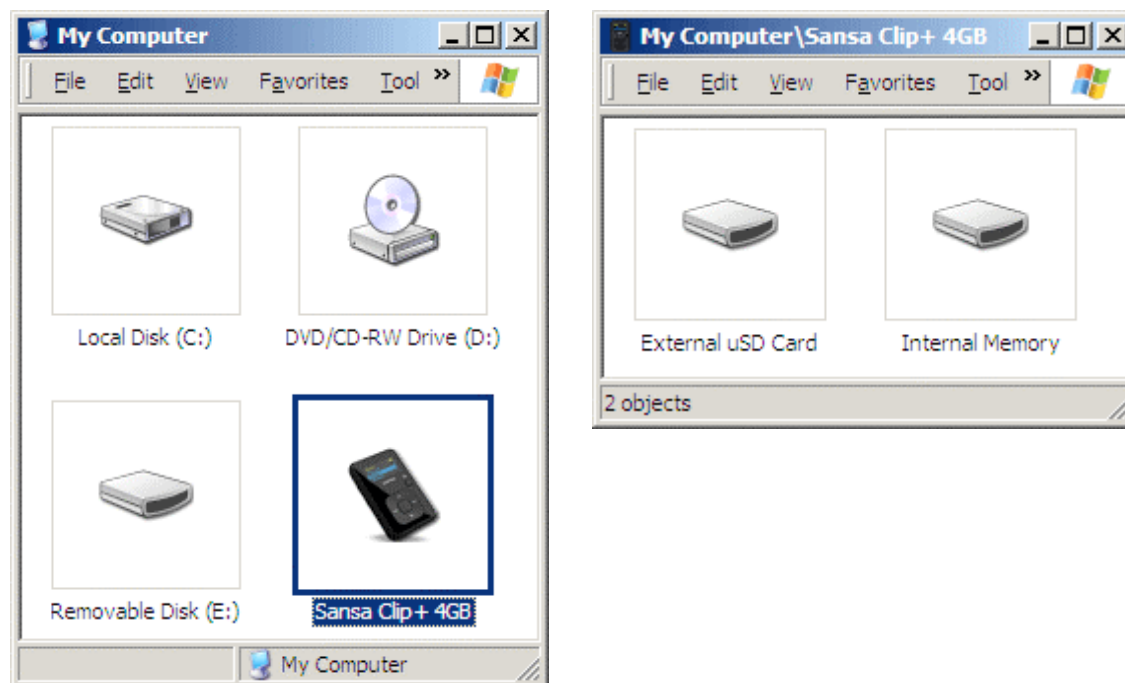 My Computer
File Edit View Favorites Tool »
Local Disk (C:) DVD/CD-RW Drive (D:)
Removable Disk (E:) Sansa Clip+ 4GB
My Computer
My Computer\Sansa Clip+ 4GB
File Edit View Favorites Tool »
External uSD Card Internal Memory
2 objects